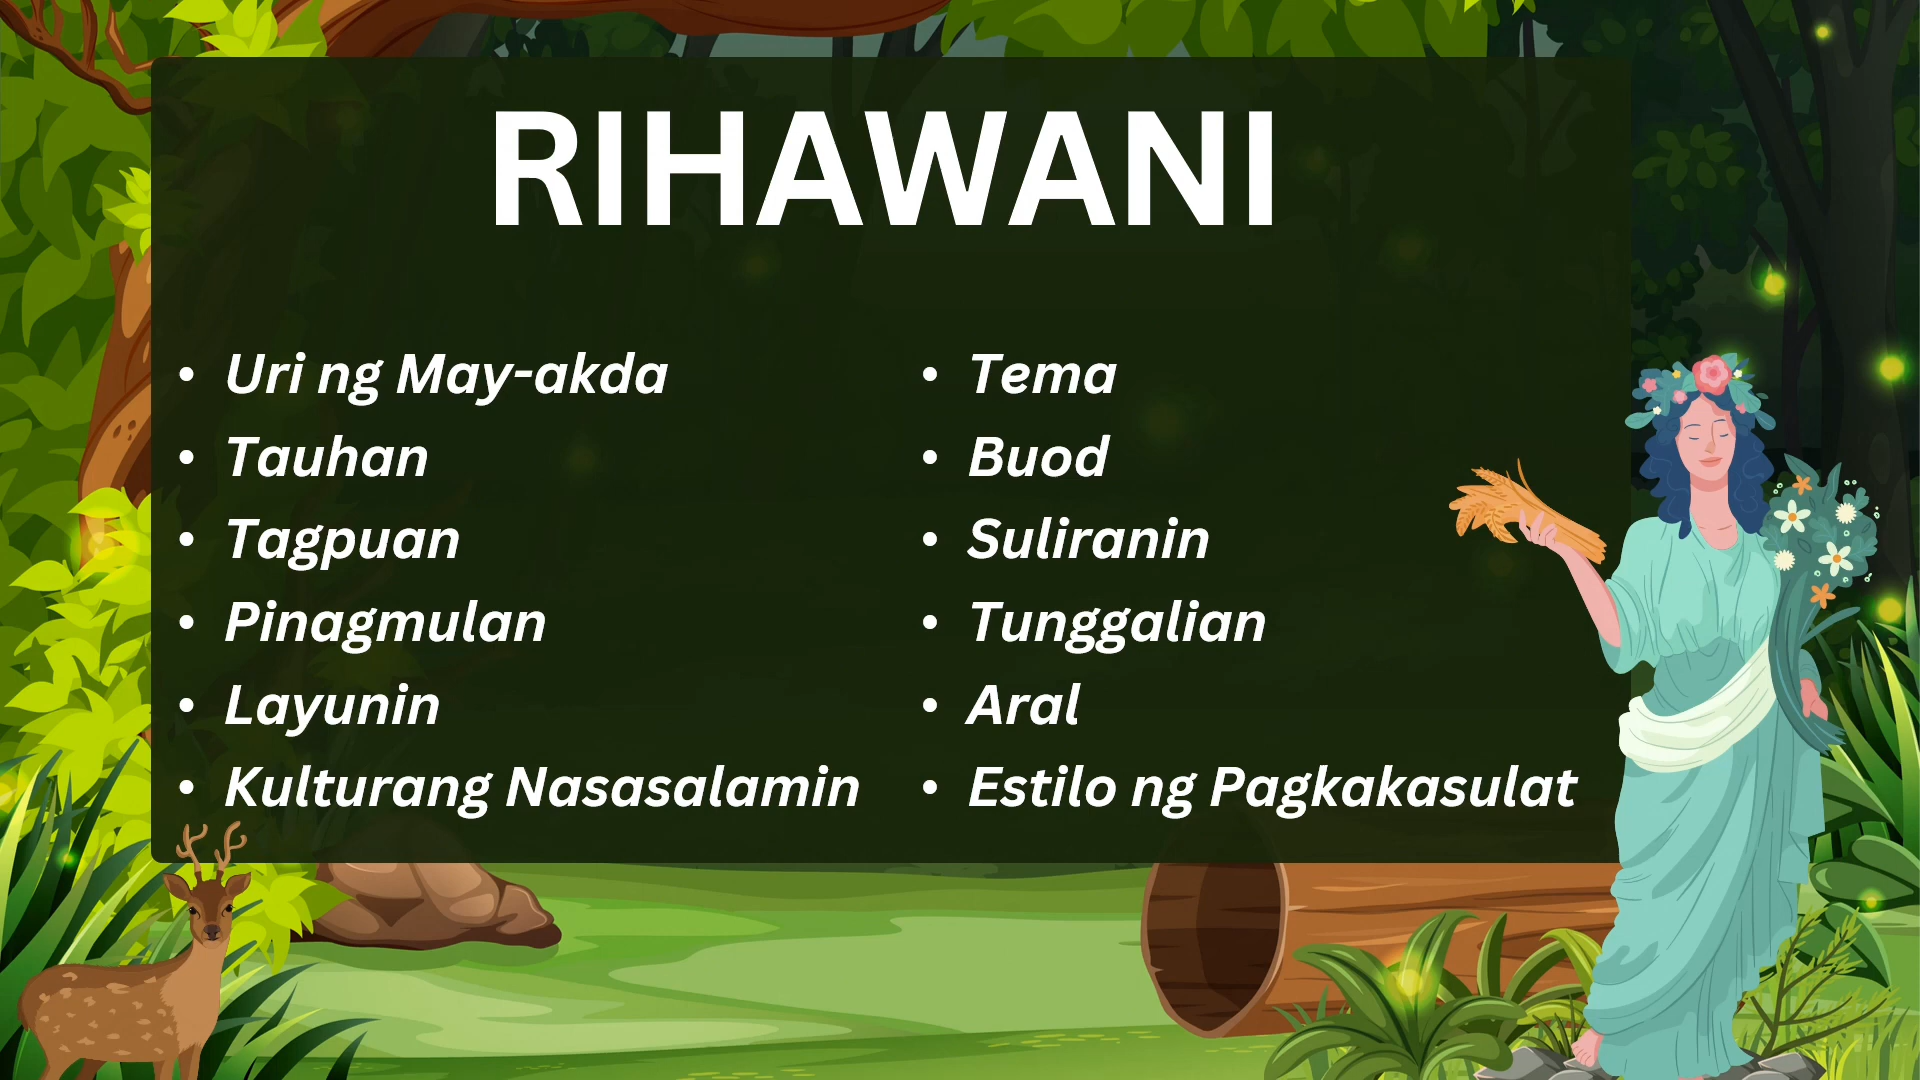 RIHAWANI
• Uri ng May-akda
• Tauhan
• Tagpuan
• Pinagmulan
• Layunin
• Kulturang Nasasalamin
• Tema
• Buod
• Suliranin
• Tunggalian
• Aral
• Estilo ng Pagkakasulat